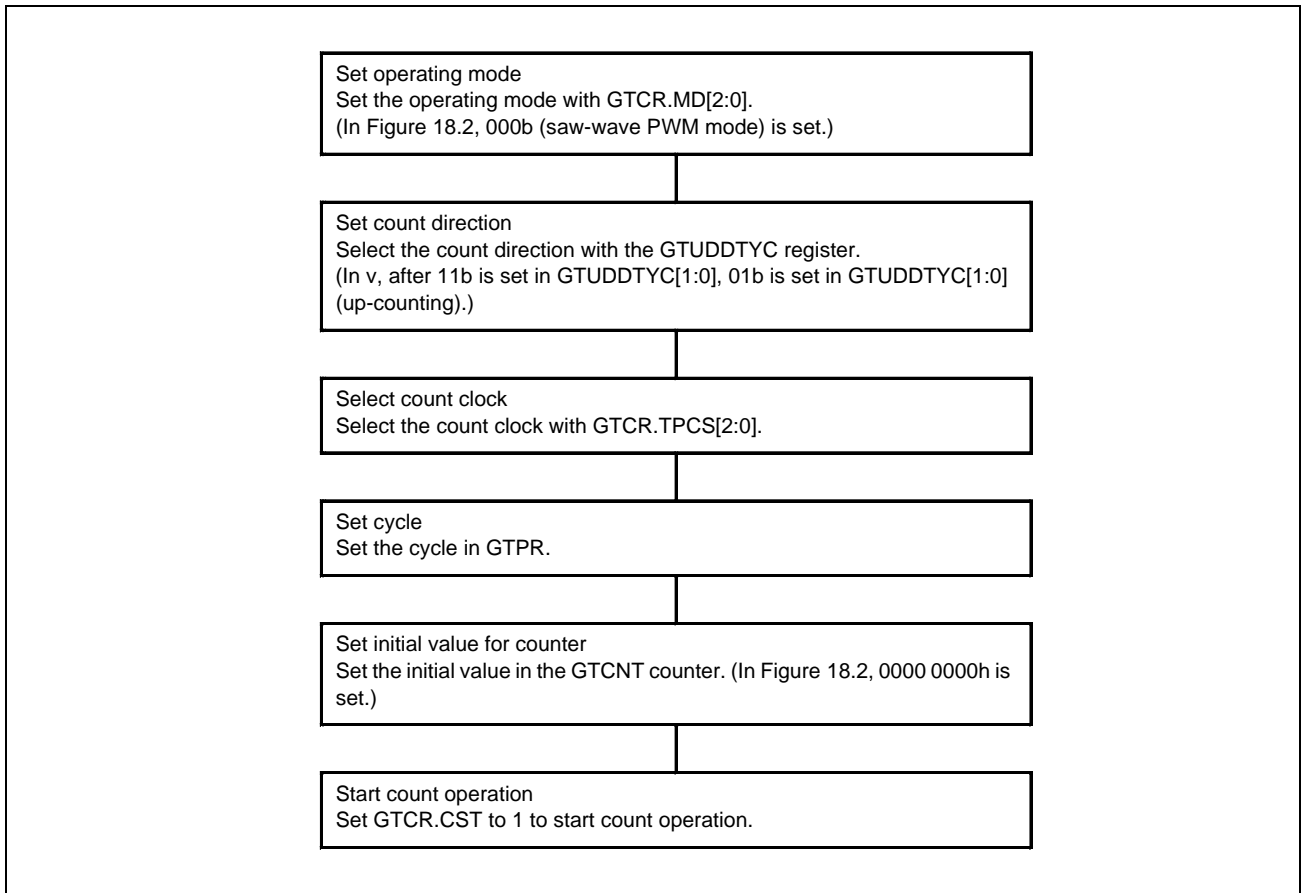 Set operating mode
Set the operating mode with GTCR.MD[2:0].
(In Figure 18.2, 000b (saw-wave PWM mode) is set.)
Set count direction
Select the count direction with the GTUDDTYC register.
(In v, after 11b is set in GTUDDTYC[1:0], 01b is set in GTUDDTYC[1:0]
(up-counting).)
Select count clock
Select the count clock with GTCR.TPCS[2:0].
Set cycle
Set the cycle in GTPR.
Set initial value for counter
Set the initial value in the GTCNT counter. (In Figure 18.2, 0000 0000h is
set.)
Start count operation
Set GTCR.CST to 1 to start count operation.